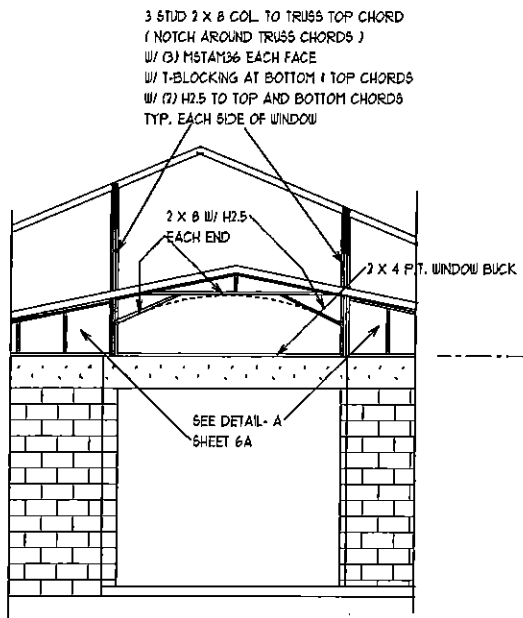 3 STUD 2 X 8 COL. TO TRUSS TOP CHORD
( NOTCH AROUND TRUSS CHORDS )
W/ (3) MSTAM36 EACH FACE
W/ T-BLOCKING AT BOTTOM & TOP CHORDS
W/ (2) H2.5 TO TOP AND BOTTOM CHORDS
TYP. EACH SIDE OF WINDOW
2 X 8 W/ H2.5
EACH END
2 X 4 P.T. WINDOW BUCK
SEE DETAIL- A
SHEET 6A